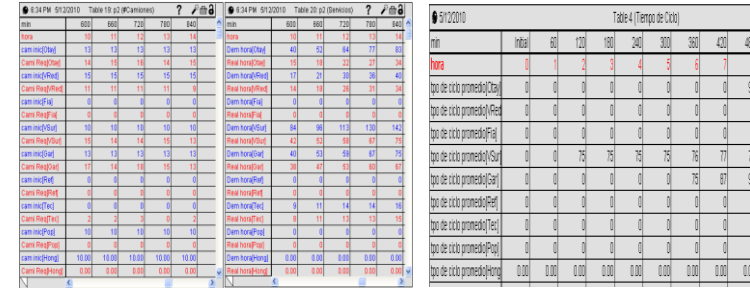 8:34 PM 5/12/2010 Table 19: p2 (#Camiones) ?
min 600 660 720 780 840
hora 10 11 12 13 14
cam inic[Otay] 13 13 13 13 13
Cami Req[Otay] 14 15 16 14 15
cam inic[VRed] 15 15 15 15 15
Cami Req[VRed] 11 11 11 11 9
cam inic[Fia] 0 0 0 0 0
Cami Req[Fia] 0 0 0 0 0
cam inic[VSur] 10 10 10 10 10
Cami Req[VSur] 15 14 14 15 13
cam inic[Gar] 13 13 13 13 13
Cami Req[Gar] 17 14 16 15 13
cam inic[Ref] 0 0 0 0 0
Cami Req[Ref] 0 0 0 0 0
cam inic[Tec] 0 0 0 0 0
Cami Req[Tec] 2 2 3 0 2
cam inic[Pop] 10 10 10 10 10
Cami Req[Pop] 0 0 0 0 0
cam inic[Hong] 10.00 10.00 10.00 10.00 10.00
Cami Req[Hong] 0.00 0.00 0.00 0.00 0.00
8:34 PM 5/12/2010 Table 20: p2 (Servicios) ?
min 600 660 720 780 840
hora 10 11 12 13 14
Dem hora[Otay] 40 52 64 77 83
Real hora[Otay] 15 18 22 27 34
Dem hora[VRed] 17 21 30 36 40
Real hora[VRed] 14 18 26 31 34
Dem hora[Fia] 0 0 0 0 0
Real hora[Fia] 0 0 0 0 0
Dem hora[VSur] 84 96 113 130 142
Real hora[VSur] 42 52 59 67 75
Dem hora[Gar] 40 53 59 67 75
Real hora[Gar] 38 47 53 60 67
Dem hora[Ref] 0 0 0 0 0
Real hora[Ref] 0 0 0 0 0
Dem hora[Tec] 9 11 14 14 16
Real hora[Tec] 8 11 13 13 15
Dem hora[Pop] 0 0 0 0 0
Real hora[Pop] 0 0 0 0 0
Dem hora[Hong] 0.00 0.00 0.00 0.00 0.00
Real hora[Hong] 0.00 0.00 0.00 0.00 0.00
5/12/2010 Table 4 (Tiempo de Ciclo)
min Initial 60 120 180 240 300 360 420
hora 0 1 2 3 4 5 6 7
tpo de ciclo promedio[Otay] 0 0 0 0 0 0 0 0
tpo de ciclo promedio[VRed 0 0 0 0 0 0 0 0
tpo de ciclo promedio[Fia] 0 0 0 0 0 0 0 0
tpo de ciclo promedio[VSur 0 0 75 75 75 75 76 77
tpo de ciclo promedio[Gar] 0 0 0 0 0 0 75 87
tpo de ciclo promedio[Ref] 0 0 0 0 0 0 0 0
tpo de ciclo promedio[Tec] 0 0 0 0 0 0 0 0
tpo de ciclo promedio[Pop] 0 0 0 0 0 0 0 0
tpo de ciclo promedio[Hong 0.00 0.00 0.00 0.00 0.00 0.00 0.00 0.00